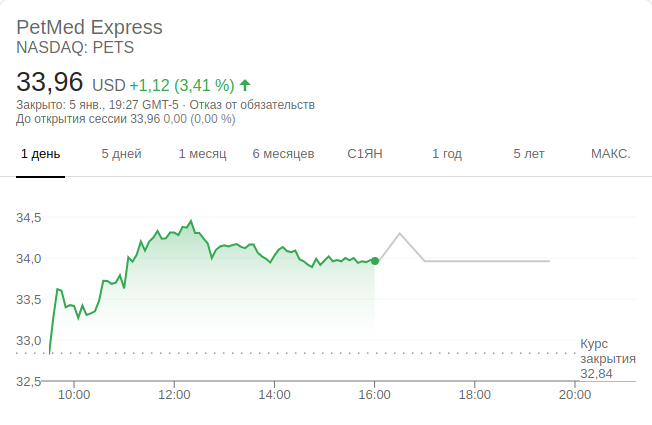 PetMed Express
NASDAQ: PETS
33,96 USD +1,12 (3,41 %)
Закрыто: 5 янв., 19:27 GMT-5 · Отказ от обязательств
До открытия сессии 33,96 0,00 (0,00 %)
1 день 5 дней 1 месяц 6 месяцев С1ЯН 1 год 5 лет МАКС.
34,5
34,0
33,5
33,0
32,5
Курс
закрытия
32,84
10:00 12:00 14:00 16:00 18:00 20:00